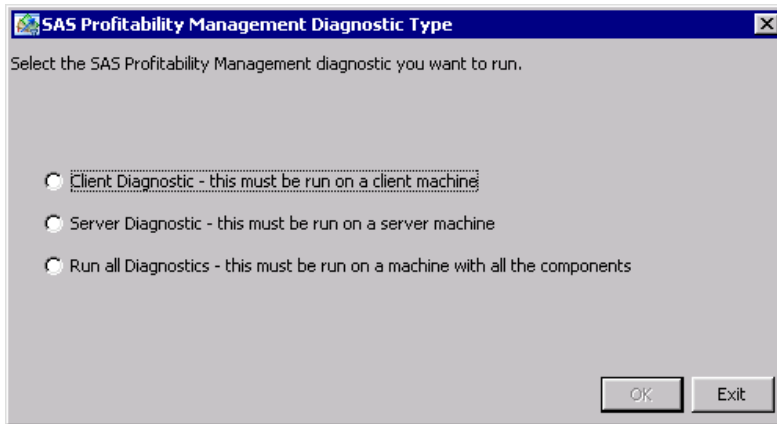 SAS Profitability Management Diagnostic Type
Select the SAS Profitability Management diagnostic you want to run.
Client Diagnostic - this must be run on a client machine
Server Diagnostic - this must be run on a server machine
Run all Diagnostics - this must be run on a machine with all the components
OK Exit